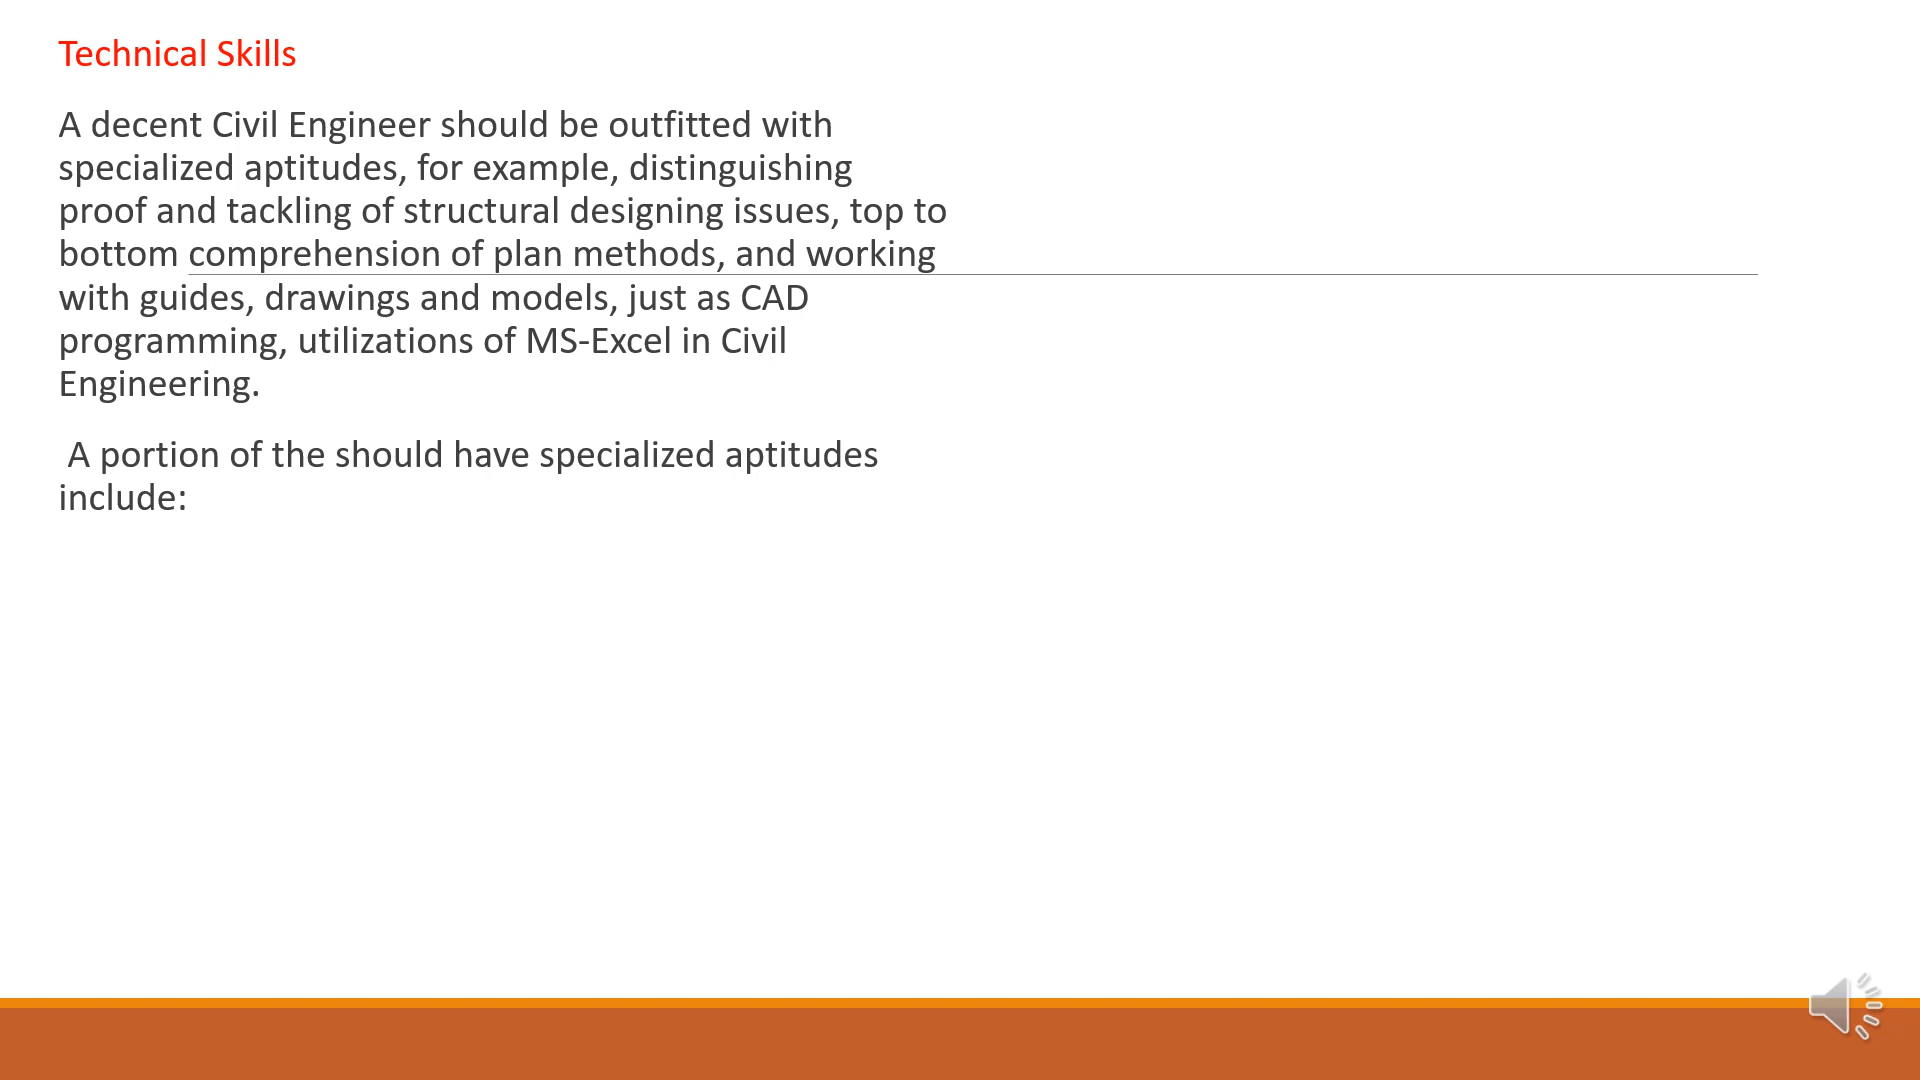 Technical Skills
A decent Civil Engineer should be outfitted with
specialized aptitudes, for example, distinguishing
proof and tackling of structural designing issues, top to
bottom comprehension of plan methods, and working
with guides, drawings and models, just as CAD
programming, utilizations of MS-Excel in Civil
Engineering.
A portion of the should have specialized aptitudes
include: